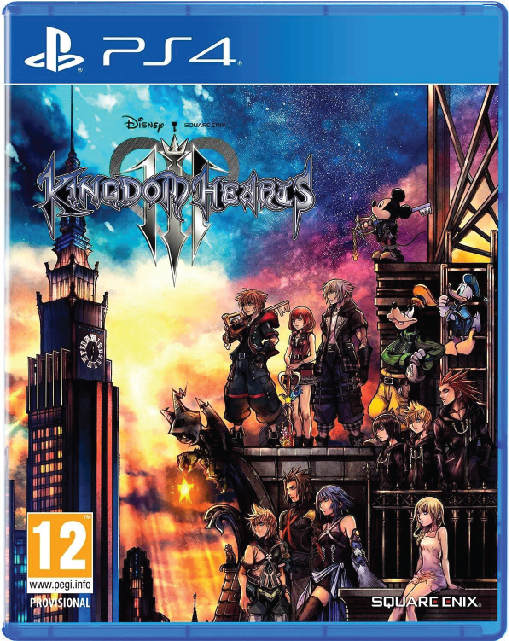 PS4
Disney SQUARE ENIX
KINGDOM HEARTS
III
12
www.pegi.info
PROVISIONAL
SQUARE ENIX